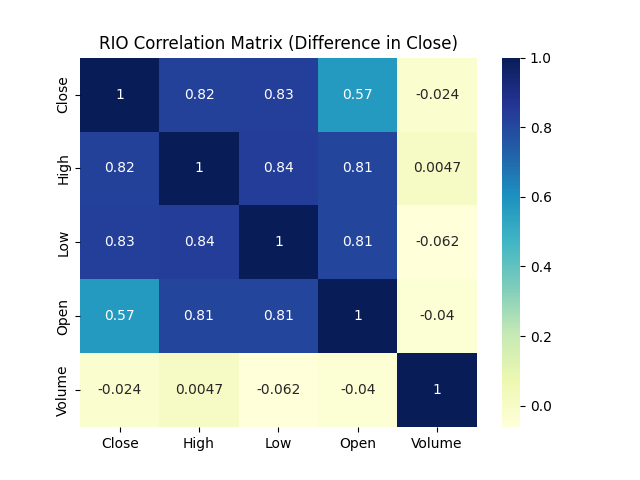 RIO Correlation Matrix (Difference in Close)
Close 1 0.82 0.83 0.57 -0.024
High 0.82 1 0.84 0.81 0.0047
Low 0.83 0.84 1 0.81 -0.062
Open 0.57 0.81 0.81 1 -0.04
Volume -0.024 0.0047 -0.062 -0.04 1
Close High Low Open Volume
1.0
0.8
0.6
0.4
0.2
0.0